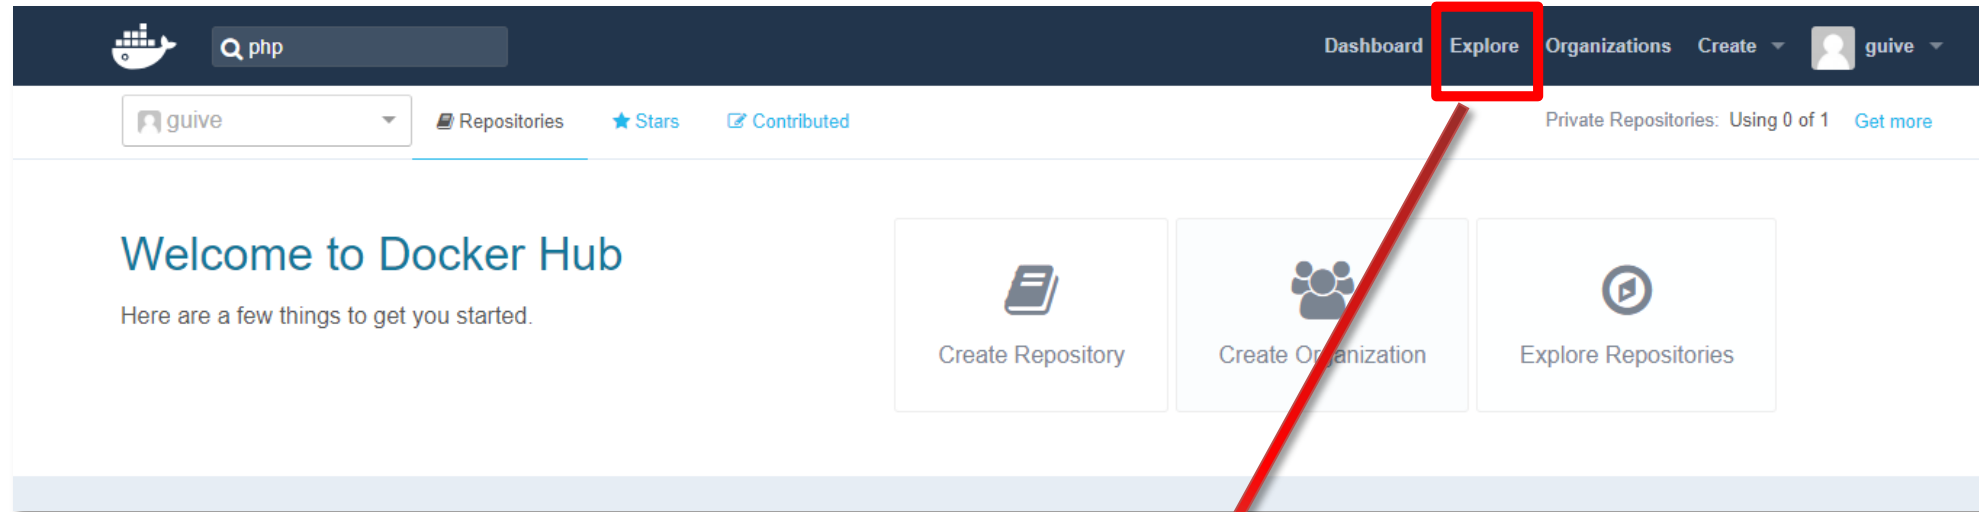 php Dashboard Explore Organizations Create guive
guive Repositories Stars Contributed Private Repositories: Using 0 of 1 Get more
Welcome to Docker Hub
Here are a few things to get you started.
Create Repository Create Organization Explore Repositories